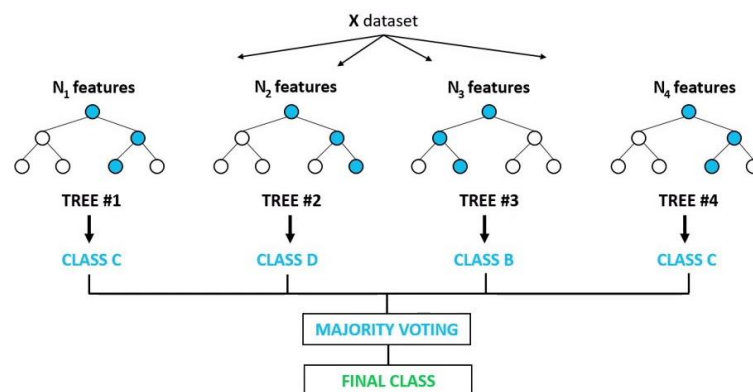 X dataset
N₁ features N₂ features N₃ features N₄ features
TREE #1 TREE #2 TREE #3 TREE #4
CLASS C CLASS D CLASS B CLASS C
MAJORITY VOTING
FINAL CLASS